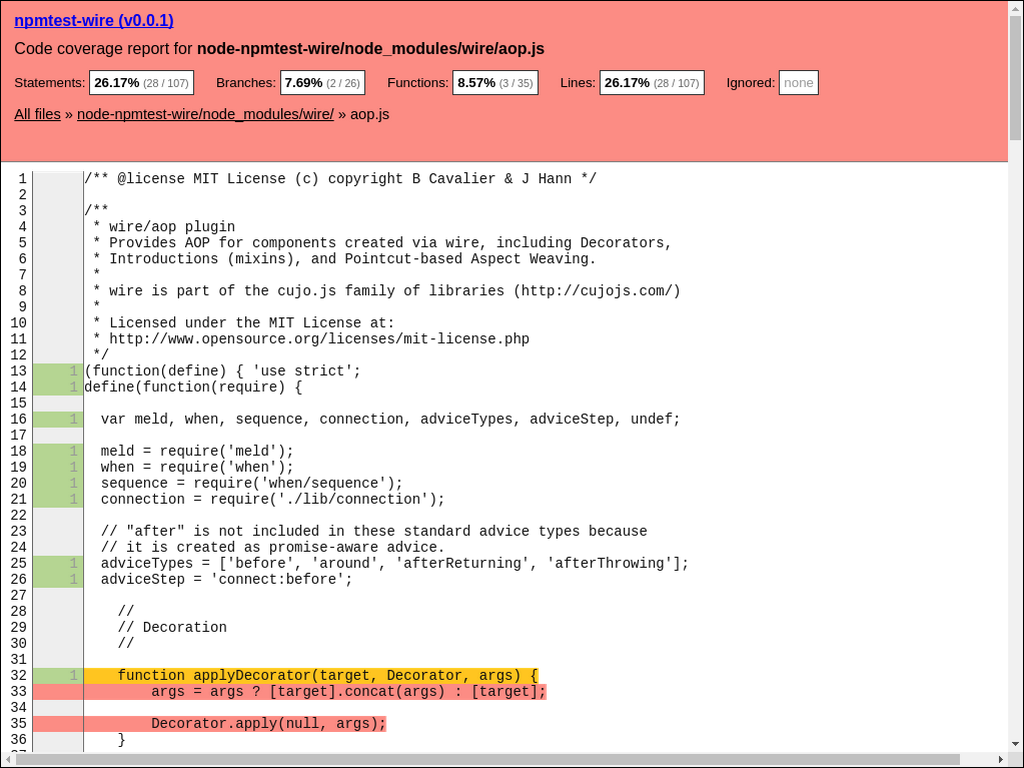 npmtest-wire (v0.0.1)
Code coverage report for node-npmtest-wire/node_modules/wire/aop.js
Statements: 26.17% (28 / 107) Branches: 7.69% (2 / 26) Functions: 8.57% (3 / 35) Lines: 26.17% (28 / 107) Ignored: none
All files » node-npmtest-wire/node_modules/wire/ » aop.js
1 /** @license MIT License (c) copyright B Cavalier & J Hann */
2
3 /**
4  * wire/aop plugin
5  * Provides AOP for components created via wire, including Decorators,
6  * Introductions (mixins), and Pointcut-based Aspect Weaving.
7  *
8  * wire is part of the cujo.js family of libraries (http://cujojs.com/)
9  *
10  * Licensed under the MIT License at:
11  * http://www.opensource.org/licenses/mit-license.php
12  */
13 1 (function(define) { 'use strict';
14 1 define(function(require) {
15
16 1   var meld, when, sequence, connection, adviceTypes, adviceStep, undef;
17
18 1   meld = require('meld');
19 1   when = require('when');
20 1   sequence = require('when/sequence');
21 1   connection = require('./lib/connection');
22
23   // "after" is not included in these standard advice types because
24   // it is created as promise-aware advice.
25 1   adviceTypes = ['before', 'around', 'afterReturning', 'afterThrowing'];
26 1   adviceStep = 'connect:before';
27
28     //
29     // Decoration
30     //
31
32 1     function applyDecorator(target, Decorator, args) {
33         args = args ? [target].concat(args) : [target];
34
35         Decorator.apply(null, args);
36     }